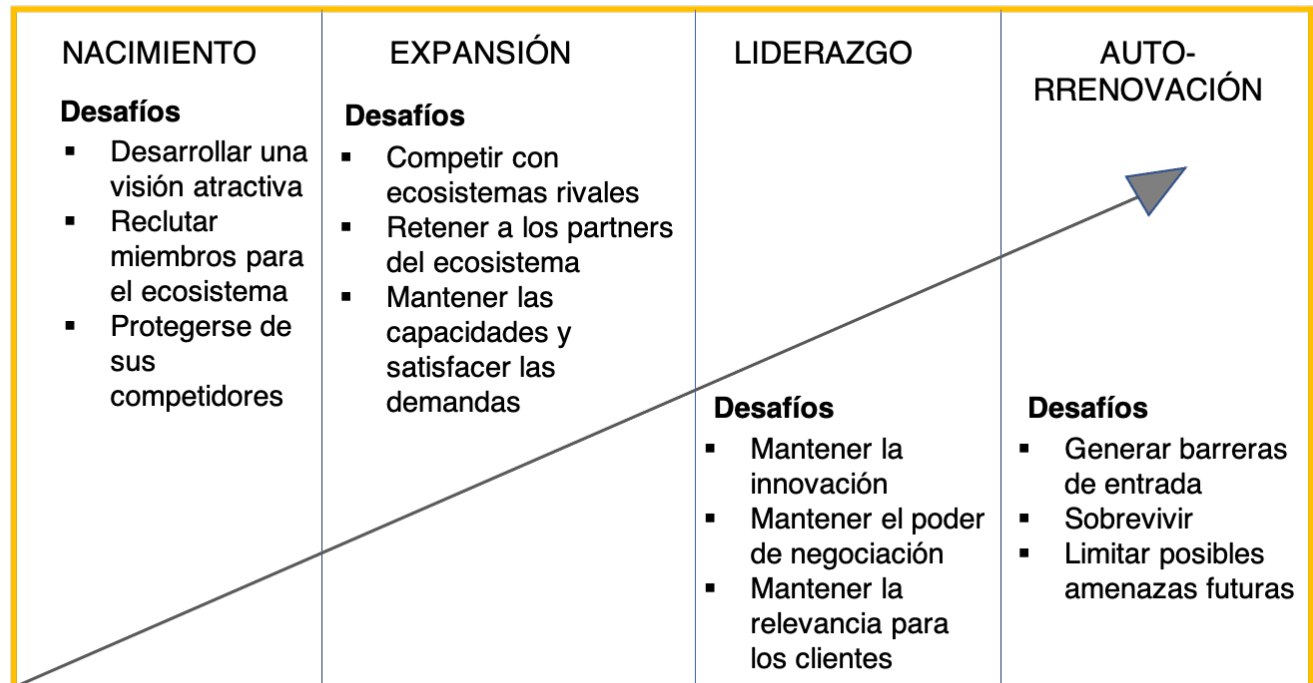 NACIMIENTO
Desafíos
▪ Desarrollar una
visión atractiva
▪ Reclutar
miembros para
el ecosistema
▪ Protegerse de
sus
competidores
EXPANSIÓN
Desafíos
▪ Competir con
ecosistemas rivales
▪ Retener a los partners
del ecosistema
▪ Mantener las
capacidades y
satisfacer las
demandas
LIDERAZGO
Desafíos
▪ Mantener la
innovación
▪ Mantener el poder
de negociación
▪ Mantener la
relevancia para
los clientes
AUTO-
RRENOVACIÓN
Desafíos
▪ Generar barreras
de entrada
▪ Sobrevivir
▪ Limitar posibles
amenazas futuras